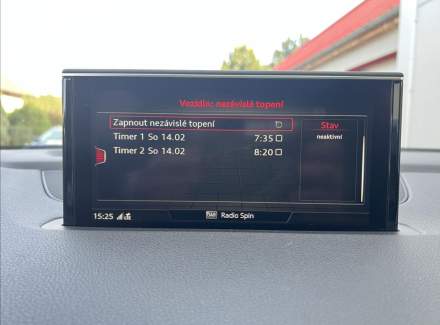 Vozidlo: nezávislé topení
Zapnout nezávislé topení
Timer 1 So 14.02 7:35
Timer 2 So 14.02 8:20
Stav
neaktivní
15:25 LTE Radio Spin